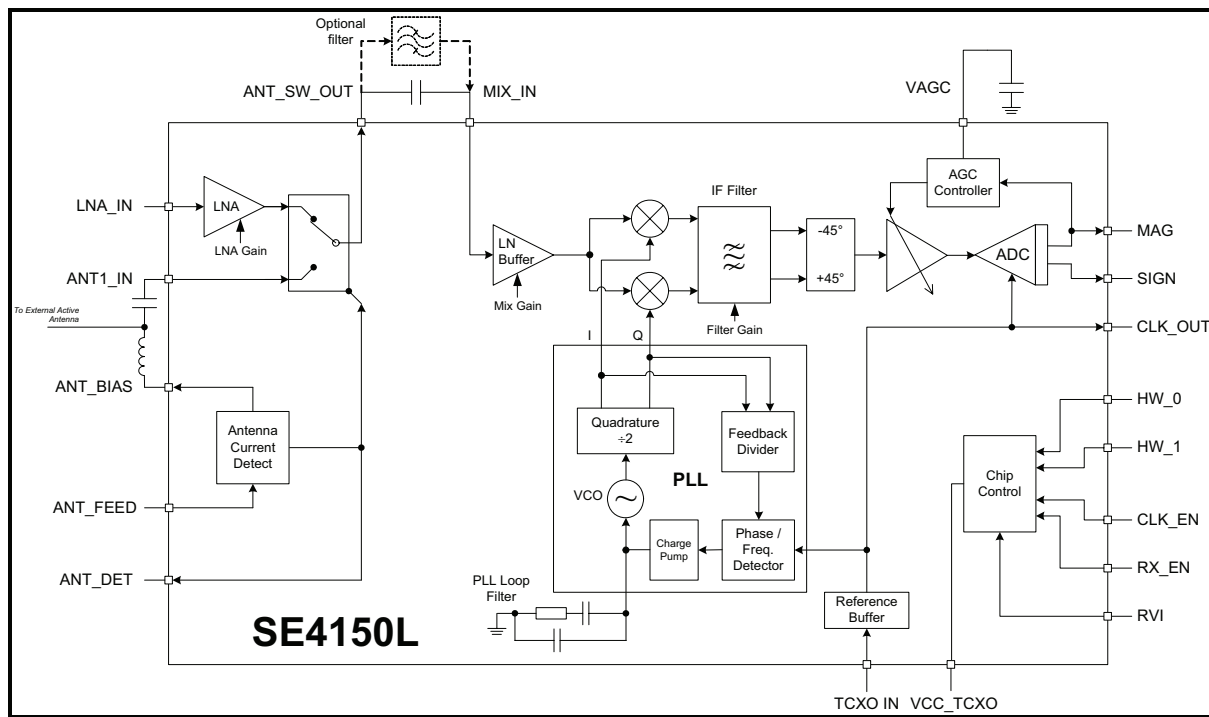 Optional
filter
ANT_SW_OUT
MIX_IN
VAGC
AGC
Controller
IF Filter
LNA_IN
LNA
LNA Gain
LN
Buffer
Mix Gain
-45°
+45°
ADC
MAG
SIGN
ANT1_IN
To External Active
Antenna
Filter Gain
CLK_OUT
I
Q
ANT_BIAS
HW_0
Antenna
Current
Detect
Quadrature
÷2
Feedback
Divider
HW_1
Chip
Control
PLL
VCO
ANT_FEED
CLK_EN
Charge
Pump
Phase /
Freq.
Detector
RX_EN
ANT_DET
PLL Loop
Filter
Reference
Buffer
RVI
SE4150L
TCXO IN
VCC_TCXO